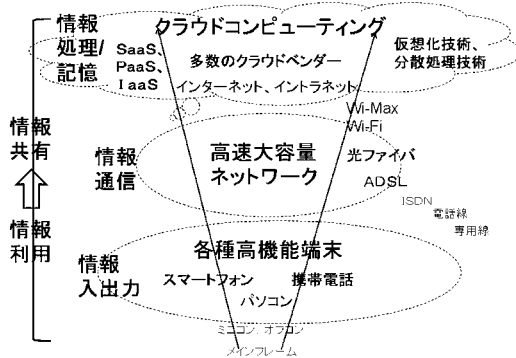 情報
処理/
記憶
クラウドコンピューティング
SaaS、
PaaS、
IaaS
多数のクラウドベンダー
インターネット、イントラネット
仮想化技術、
分散処理技術
Wi-Max
Wi-Fi
情報
共有
情報
通信
高速大容量
ネットワーク
光ファイバ
ADSL
ISDN
電話線
専用線
情報
利用
情報
入出力
各種高機能端末
スマートフォン
携帯電話
パソコン
ミニコン、オフコン
メインフレーム